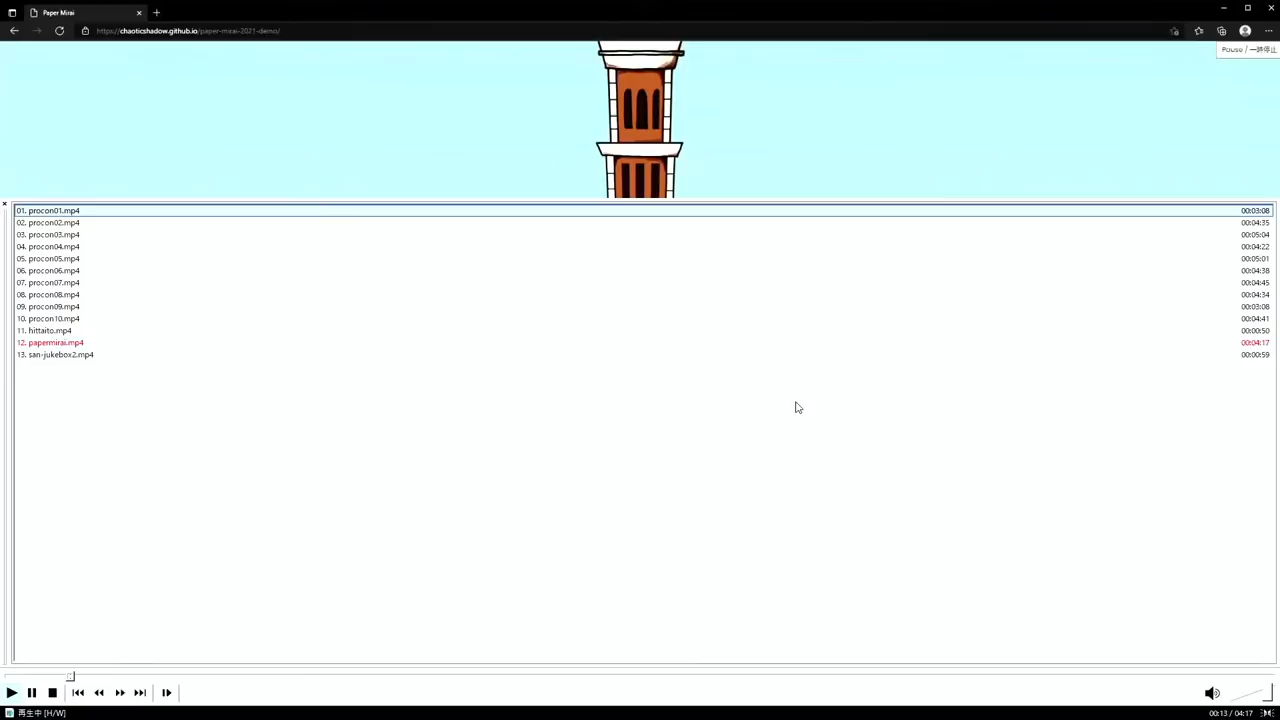 Paper Mirai
https://chaoticshadow.github.io/paper-mirai-2021-demo/
Pause / 一時停止
01. procon01.mp4 00:03:08
02. procon02.mp4 00:04:35
03. procon03.mp4 00:05:04
04. procon04.mp4 00:04:22
05. procon05.mp4 00:05:01
06. procon06.mp4 00:04:38
07. procon07.mp4 00:04:45
08. procon08.mp4 00:04:34
09. procon09.mp4 00:03:08
10. procon10.mp4 00:04:41
11. hittaito.mp4 00:00:50
12. papermirai.mp4 00:04:17
13. san-jukebox2.mp4 00:00:59
再生中 [H/W] 00:13 / 04:17